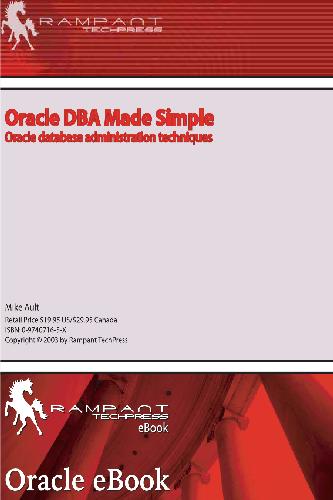 RAMPANT
TECHPRESS
Oracle DBA Made Simple
Oracle database administration techniques
Mike Ault
Retail Price $19.95 US/$29.95 Canada
ISBN: 0-9740716-5-X
Copyright © 2003 by Rampant TechPress
RAMPANT
TECHPRESS
eBook
Oracle eBook